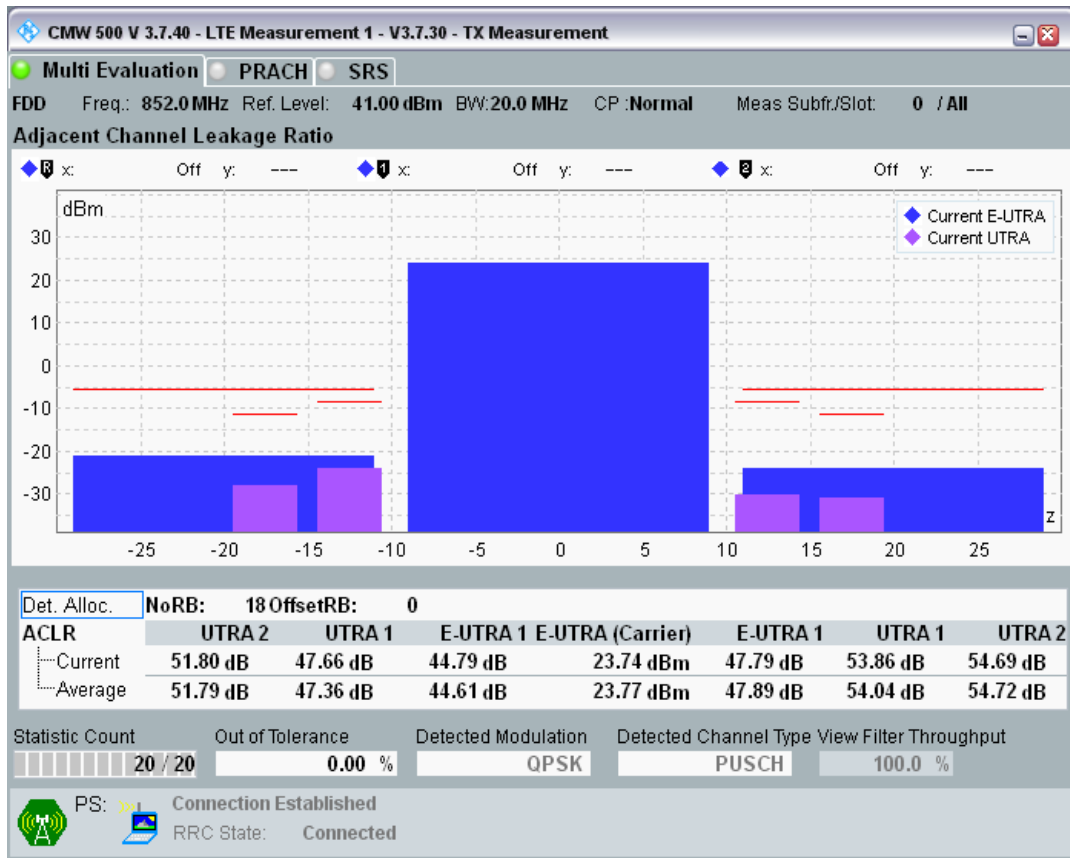 CMW 500 V 3.7.40 - LTE Measurement 1 - V3.7.30 - TX Measurement
Multi Evaluation PRACH SRS
FDD Freq.: 852.0 MHz Ref. Level: 41.00 dBm BW: 20.0 MHz CP :Normal Meas Subfr./Slot: 0 / All
Adjacent Channel Leakage Ratio
R x: Off y: --- 1 x: Off y: --- 2 x: Off y: ---
dBm
Current E-UTRA
Current UTRA
30
20
10
0
-10
-20
-30
z
-25 -20 -15 -10 -5 0 5 10 15 20 25
Det. Alloc. NoRB: 18 OffsetRB: 0
ACLR UTRA 2 UTRA 1 E-UTRA 1 E-UTRA (Carrier) E-UTRA 1 UTRA 1 UTRA 2
Current 51.80 dB 47.66 dB 44.79 dB 23.74 dBm 47.79 dB 53.86 dB 54.69 dB
Average 51.79 dB 47.36 dB 44.61 dB 23.77 dBm 47.89 dB 54.04 dB 54.72 dB
Statistic Count Out of Tolerance Detected Modulation Detected Channel Type View Filter Throughput
20 / 20 0.00 % QPSK PUSCH 100.0 %
PS: Connection Established
RRC State: Connected